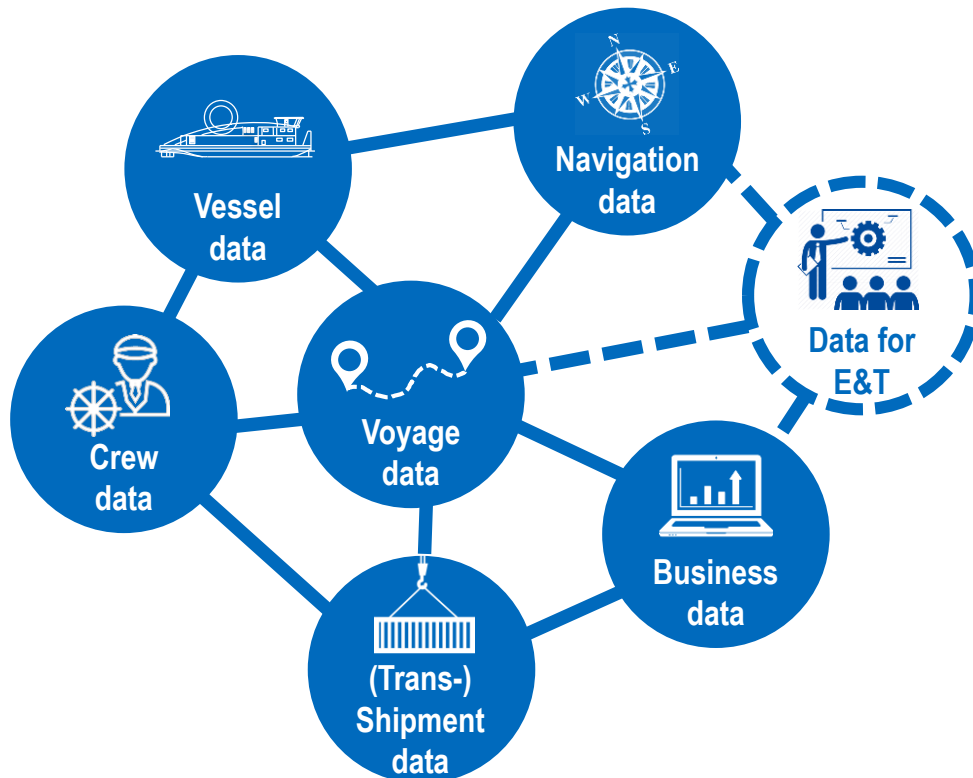 N
W
E
S
Navigation
data
Vessel
data
Data for
E&T
Crew
data
Voyage
data
Business
data
(Trans-)
Shipment
data